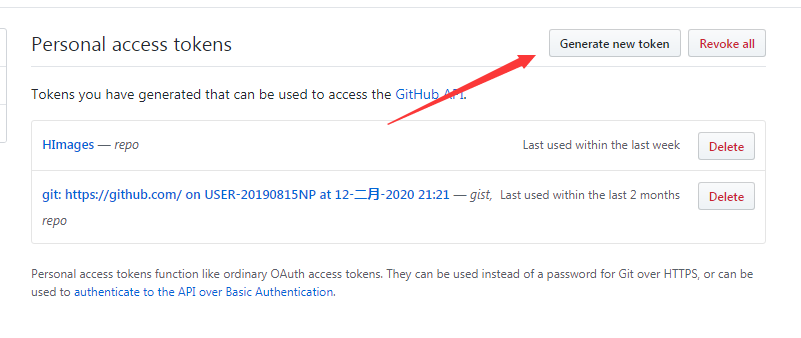 Personal access tokens
Generate new token
Revoke all
Tokens you have generated that can be used to access the GitHub API.
HImages — repo
Last used within the last week
Delete
git: https://github.com/ on USER-20190815NP at 12-二月-2020 21:21 — gist,
Last used within the last 2 months
Delete
repo
Personal access tokens function like ordinary OAuth access tokens. They can be used instead of a password for Git over HTTPS, or can be
used to authenticate to the API over Basic Authentication.